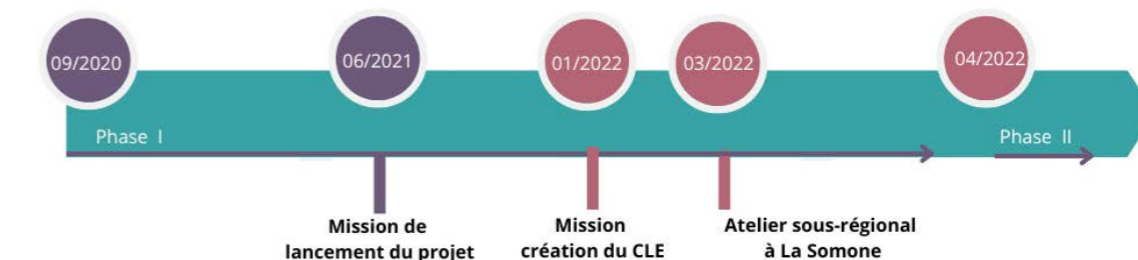 09/2020
06/2021
01/2022
03/2022
04/2022
Phase I
Phase II
Mission de
lancement du projet
Mission
création du CLE
Atelier sous-régional
à La Somone